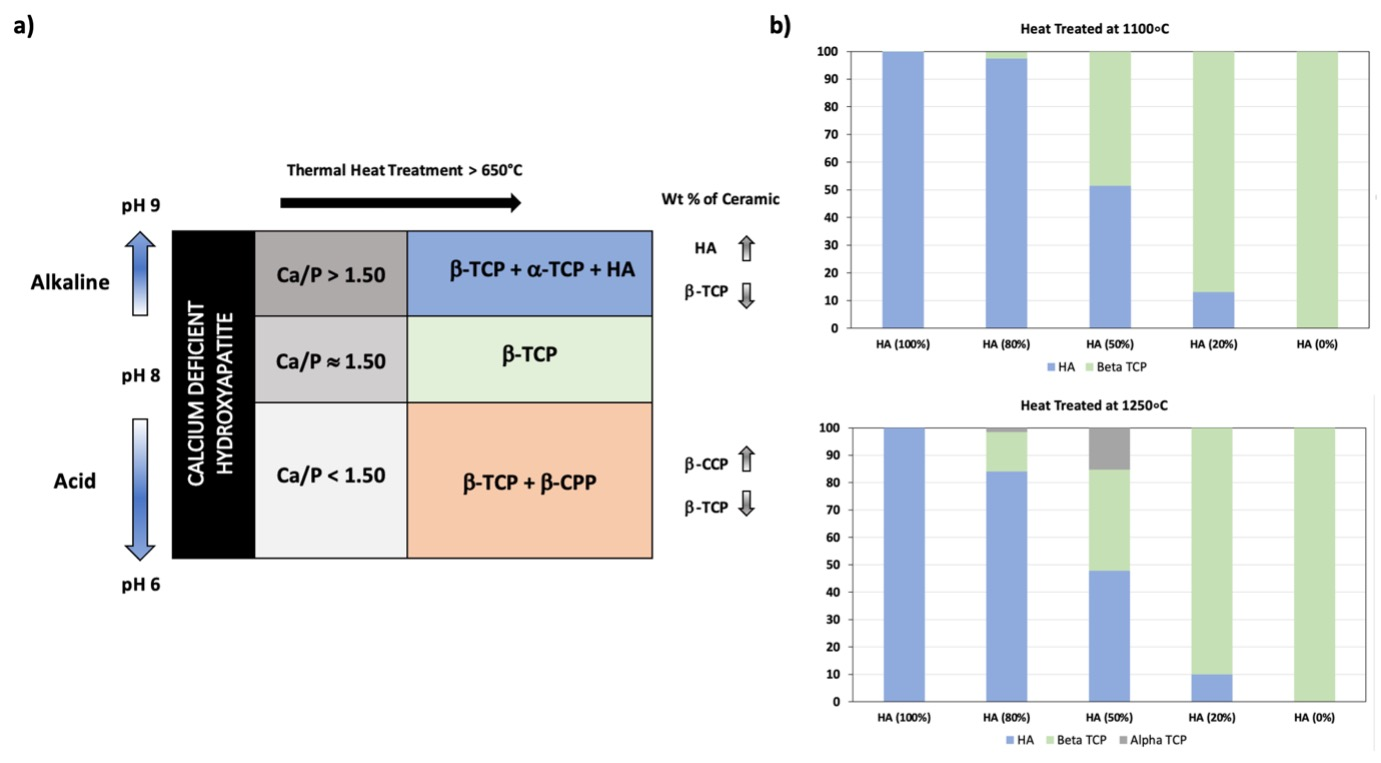 a)
Thermal Heat Treatment > 650°C
pH 9
Alkaline
pH 8
Acid
pH 6
CALCIUM DEFICIENT
HYDROXYAPATITE
Ca/P > 1.50
β-TCP + α-TCP + HA
Ca/P ≈ 1.50
β-TCP
Ca/P < 1.50
β-TCP + β-CPP
Wt % of Ceramic
HA
β-TCP
β-CCP
β-TCP
b)
Heat Treated at 1100∘C
100
90
80
70
60
50
40
30
20
10
0
HA (100%) HA (80%) HA (50%) HA (20%) HA (0%)
HA Beta TCP
Heat Treated at 1250∘C
100
90
80
70
60
50
40
30
20
10
0
HA (100%) HA (80%) HA (50%) HA (20%) HA (0%)
HA Beta TCP Alpha TCP